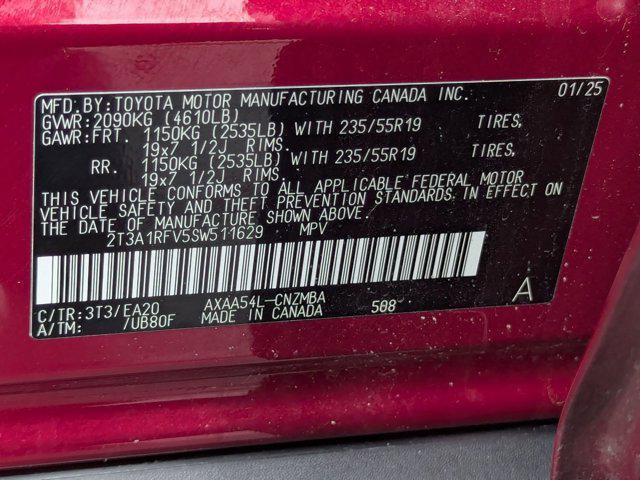 MFD.BY:TOYOTA MOTOR MANUFACTURING CANADA INC. 01/25
GVWR:2090KG (4610LB)
GAWR:FRT. 1150KG (2535LB) WITH 235/55R19 TIRES,
19x7 1/2J RIMS.
RR. 1150KG (2535LB) WITH 235/55R19 TIRES,
19x7 1/2J RIMS.
THIS VEHICLE CONFORMS TO ALL APPLICABLE FEDERAL MOTOR
VEHICLE SAFETY AND THEFT PREVENTION STANDARDS IN EFFECT ON
THE DATE OF MANUFACTURE SHOWN ABOVE.
2T3A1RFV5SW511629 MPV
C/TR:3T3/EA20 AXAA54L-CNZMBA 588 A
A/TM: /UB80F MADE IN CANADA